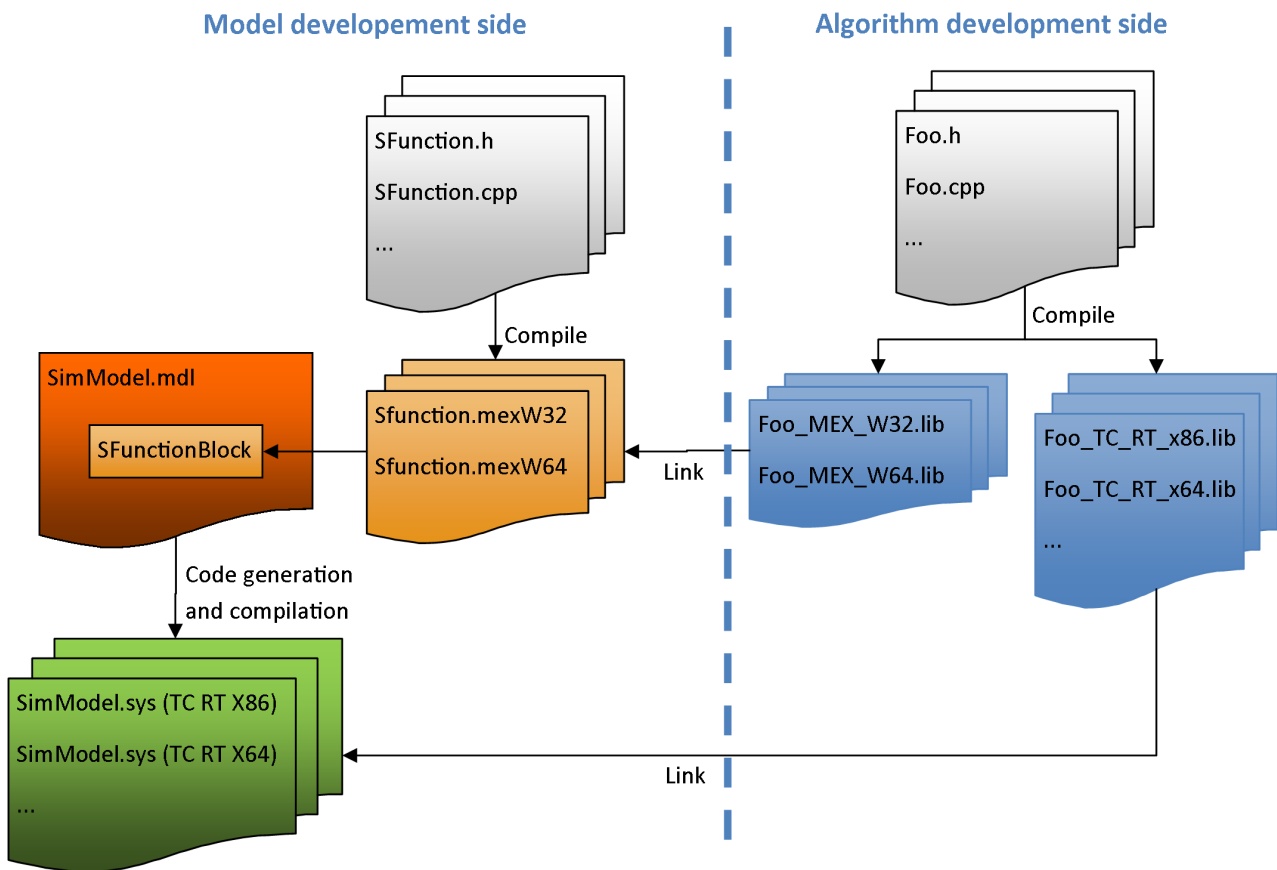 Model developement side
Algorithm development side
SFunction.h
SFunction.cpp
...
Foo.h
Foo.cpp
...
Compile
Compile
SimModel.mdl
SFunctionBlock
Sfunction.mexW32
Sfunction.mexW64
Link
Foo_MEX_W32.lib
Foo_MEX_W64.lib
Foo_TC_RT_x86.lib
Foo_TC_RT_x64.lib
...
Code generation
and compilation
SimModel.sys (TC RT X86)
SimModel.sys (TC RT X64)
...
Link